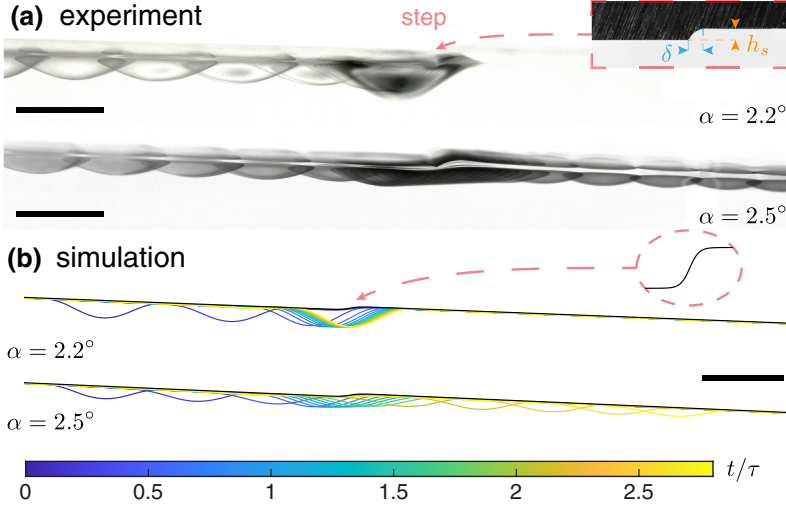 (a) experiment
step
δ
h_s
α = 2.2°
α = 2.5°
(b) simulation
α = 2.2°
α = 2.5°
t/τ
0 0.5 1 1.5 2 2.5